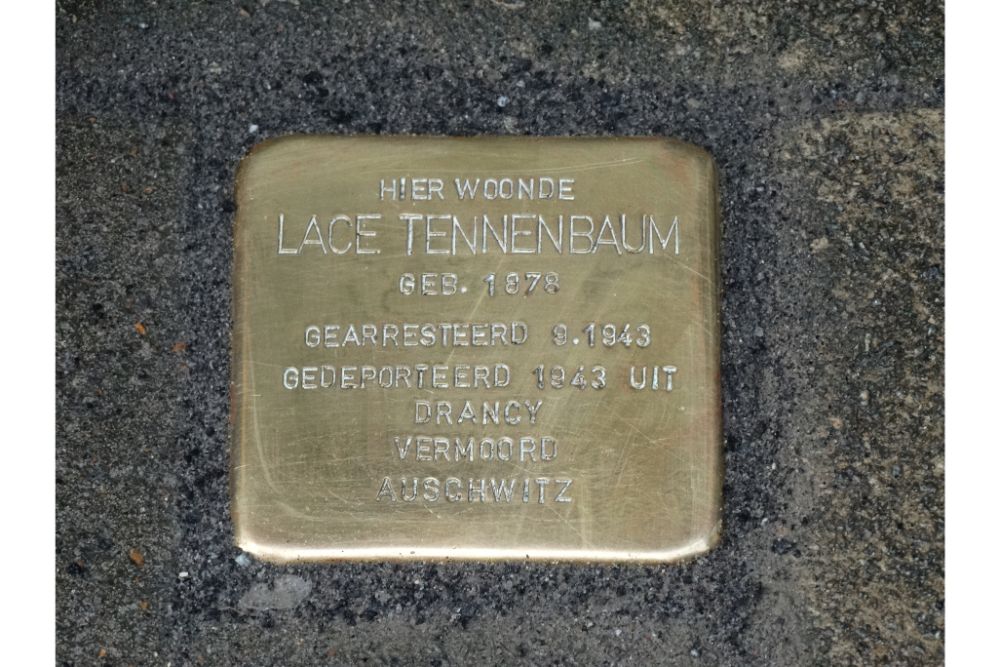 HIER WOONDE
LACE TENNENBAUM
GEB. 1878
GEARRESTEERD 9.1943
GEDEPORTEERD 1943 UIT
DRANCY
VERMOORD
AUSCHWITZ